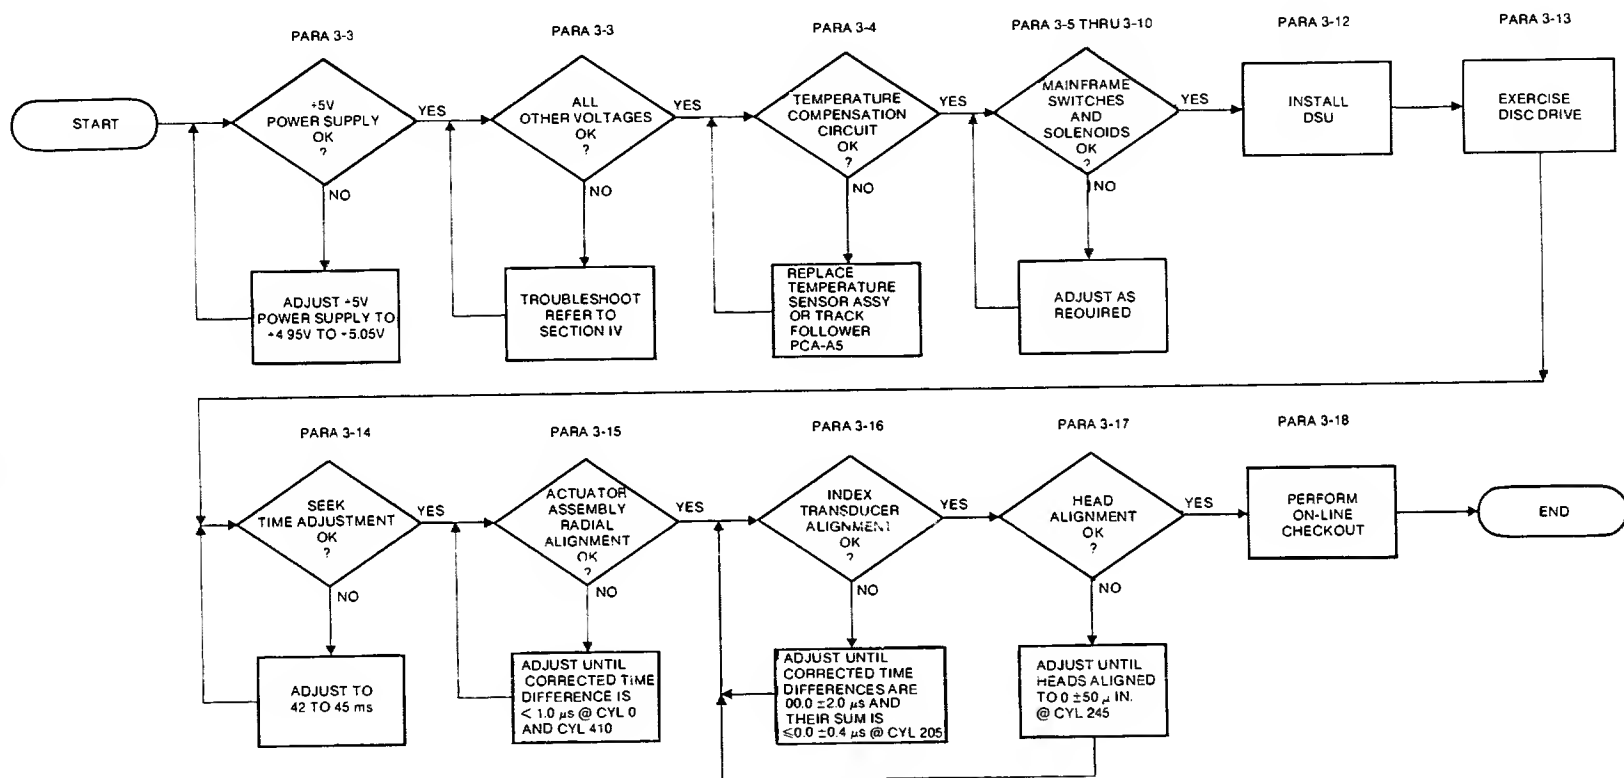 PARA 3-3
PARA 3-3
PARA 3-4
PARA 3-5 THRU 3-10
PARA 3-12
PARA 3-13
START
+5V
POWER SUPPLY
OK
?
YES
ALL
OTHER VOLTAGES
OK
?
YES
TEMPERATURE
COMPENSATION
CIRCUIT
OK
?
YES
MAINFRAME
SWITCHES
AND
SOLENOIDS
OK
?
YES
INSTALL
DSU
EXERCISE
DISC DRIVE
NO
NO
NO
NO
ADJUST +5V
POWER SUPPLY TO
+4.95V TO +5.05V
TROUBLESHOOT
REFER TO
SECTION IV
REPLACE
TEMPERATURE
SENSOR ASSY
OR TRACK
FOLLOWER
PCA-A5
ADJUST AS
REQUIRED
PARA 3-14
PARA 3-15
PARA 3-16
PARA 3-17
PARA 3-18
SEEK
TIME ADJUSTMENT
OK
?
YES
ACTUATOR
ASSEMBLY
RADIAL
ALIGNMENT
OK
?
YES
INDEX
TRANSDUCER
ALIGNMENT
OK
?
YES
HEAD
ALIGNMENT
OK
?
YES
PERFORM
ON-LINE
CHECKOUT
END
NO
NO
NO
NO
ADJUST TO
42 TO 45 ms
ADJUST UNTIL
CORRECTED TIME
DIFFERENCE IS
< 1.0 μs @ CYL 0
AND CYL 410
ADJUST UNTIL
CORRECTED TIME
DIFFERENCES ARE
00.0 ±2.0 μs AND
THEIR SUM IS
≤0.0 ±0.4 μs @ CYL 205
ADJUST UNTIL
HEADS ALIGNED
TO 0 ±50 μ IN.
@ CYL 245